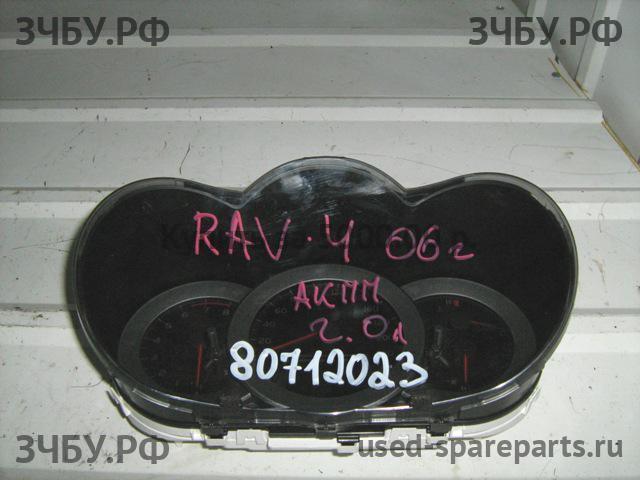 ЗЧБУ.РФ ЗЧБУ.РФ
RAV-4 06г
АКПП
2.0л
80712023
ЗЧБУ.РФ used-spareparts.ru